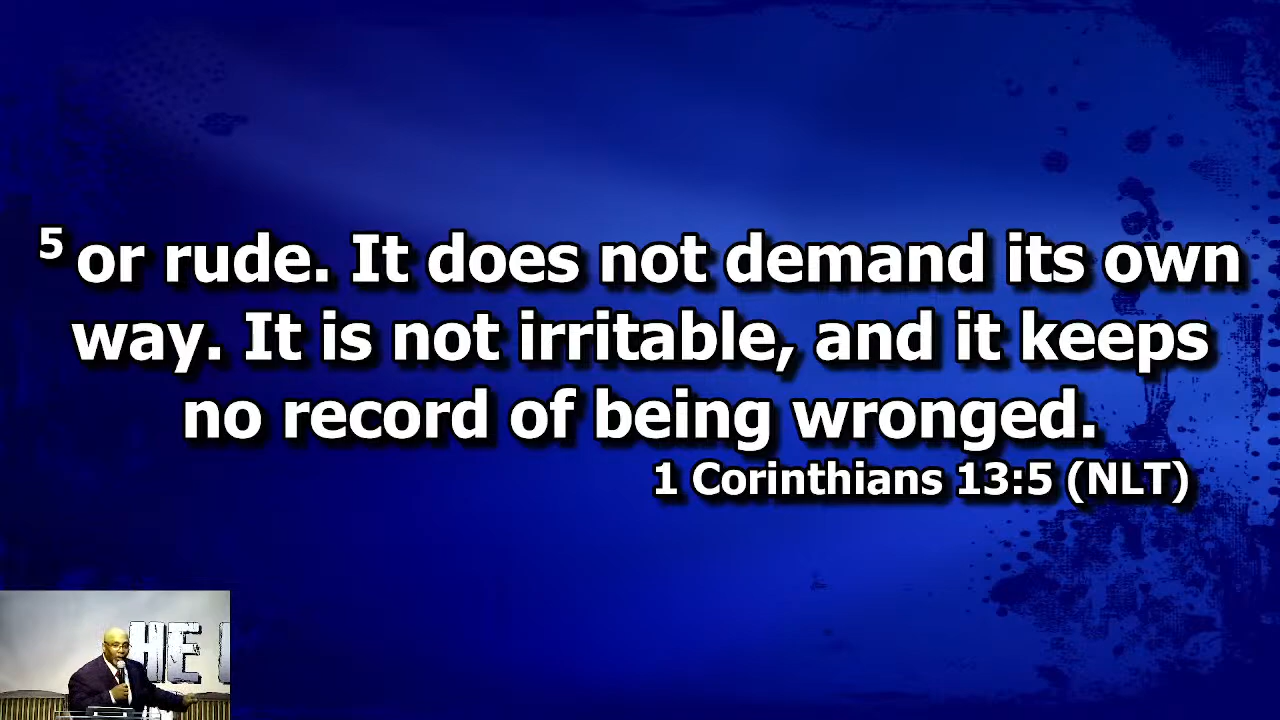 5 or rude. It does not demand its own
way. It is not irritable, and it keeps
no record of being wronged.
1 Corinthians 13:5 (NLT)
HE